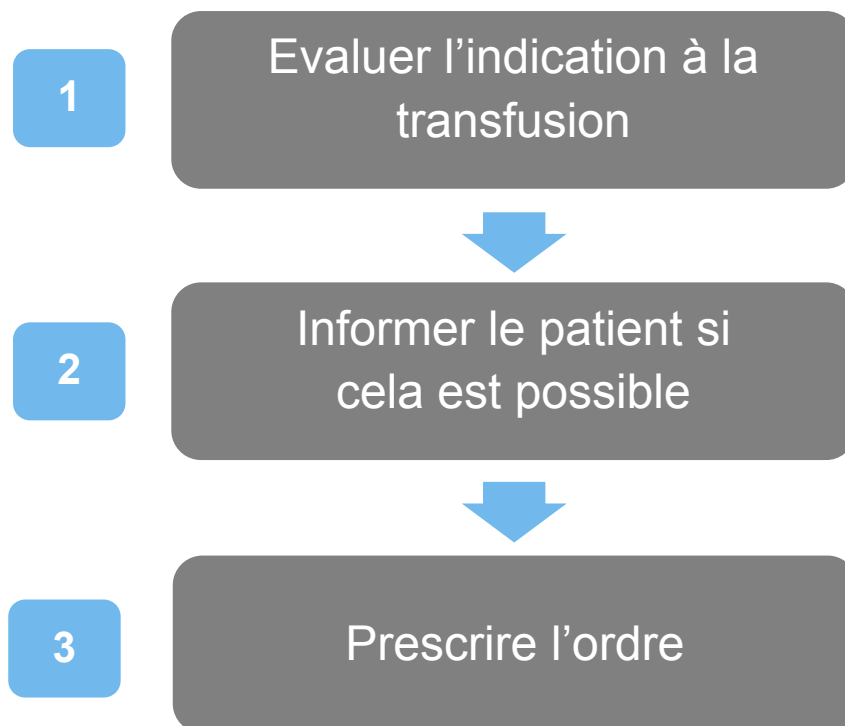 1
Evaluer l’indication à la
transfusion
2
Informer le patient si
cela est possible
3
Prescrire l’ordre